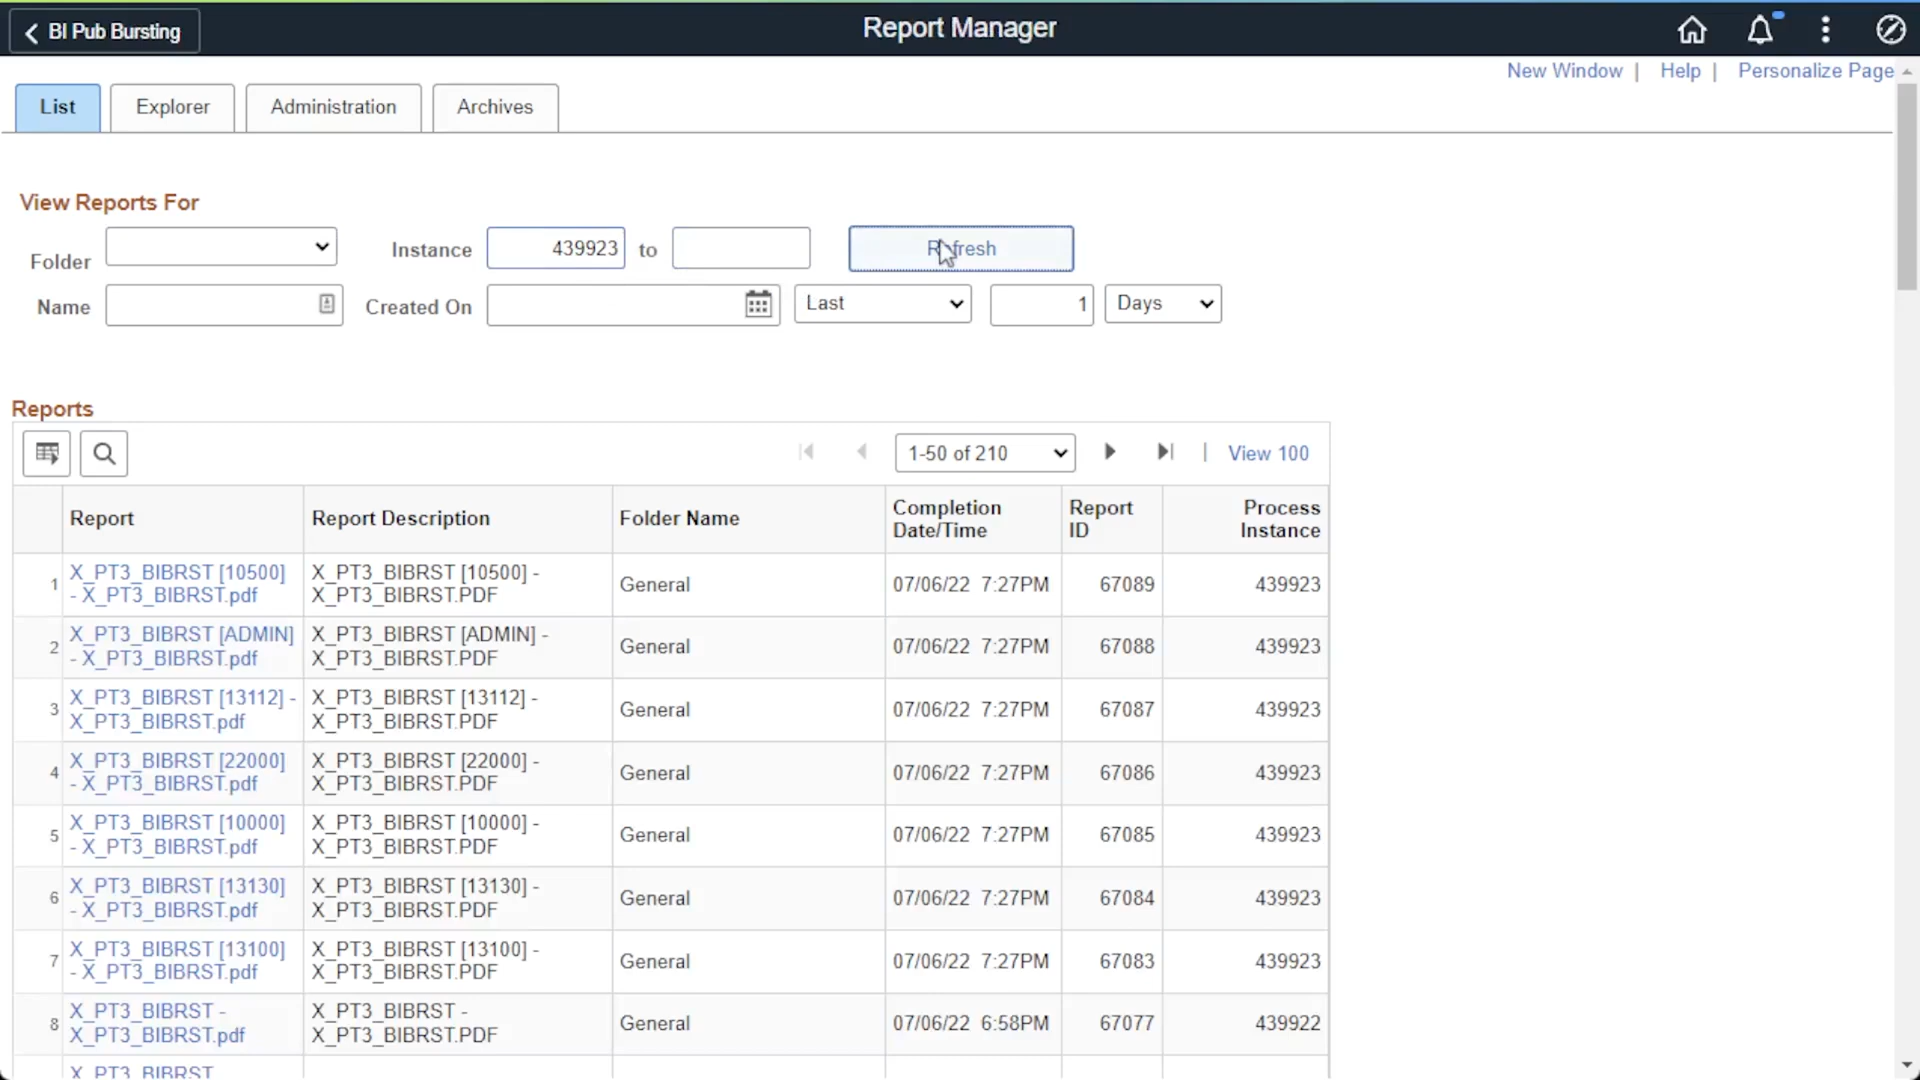 BI Pub Bursting
Report Manager
New Window | Help | Personalize Page
List Explorer Administration Archives
View Reports For
Folder Instance 439923 to Refresh
Name Created On Last 1 Days
Reports
1-50 of 210 | View 100
Report Report Description Folder Name Completion Date/Time Report ID Process Instance
1 X_PT3_BIBRST [10500] - X_PT3_BIBRST.pdf X_PT3_BIBRST [10500] - X_PT3_BIBRST.PDF General 07/06/22 7:27PM 67089 439923
2 X_PT3_BIBRST [ADMIN] - X_PT3_BIBRST.pdf X_PT3_BIBRST [ADMIN] - X_PT3_BIBRST.PDF General 07/06/22 7:27PM 67088 439923
3 X_PT3_BIBRST [13112] - X_PT3_BIBRST.pdf X_PT3_BIBRST [13112] - X_PT3_BIBRST.PDF General 07/06/22 7:27PM 67087 439923
4 X_PT3_BIBRST [22000] - X_PT3_BIBRST.pdf X_PT3_BIBRST [22000] - X_PT3_BIBRST.PDF General 07/06/22 7:27PM 67086 439923
5 X_PT3_BIBRST [10000] - X_PT3_BIBRST.pdf X_PT3_BIBRST [10000] - X_PT3_BIBRST.PDF General 07/06/22 7:27PM 67085 439923
6 X_PT3_BIBRST [13130] - X_PT3_BIBRST.pdf X_PT3_BIBRST [13130] - X_PT3_BIBRST.PDF General 07/06/22 7:27PM 67084 439923
7 X_PT3_BIBRST [13100] - X_PT3_BIBRST.pdf X_PT3_BIBRST [13100] - X_PT3_BIBRST.PDF General 07/06/22 7:27PM 67083 439923
8 X_PT3_BIBRST - X_PT3_BIBRST.pdf X_PT3_BIBRST - X_PT3_BIBRST.PDF General 07/06/22 6:58PM 67077 439922
X_PT3_BIBRST